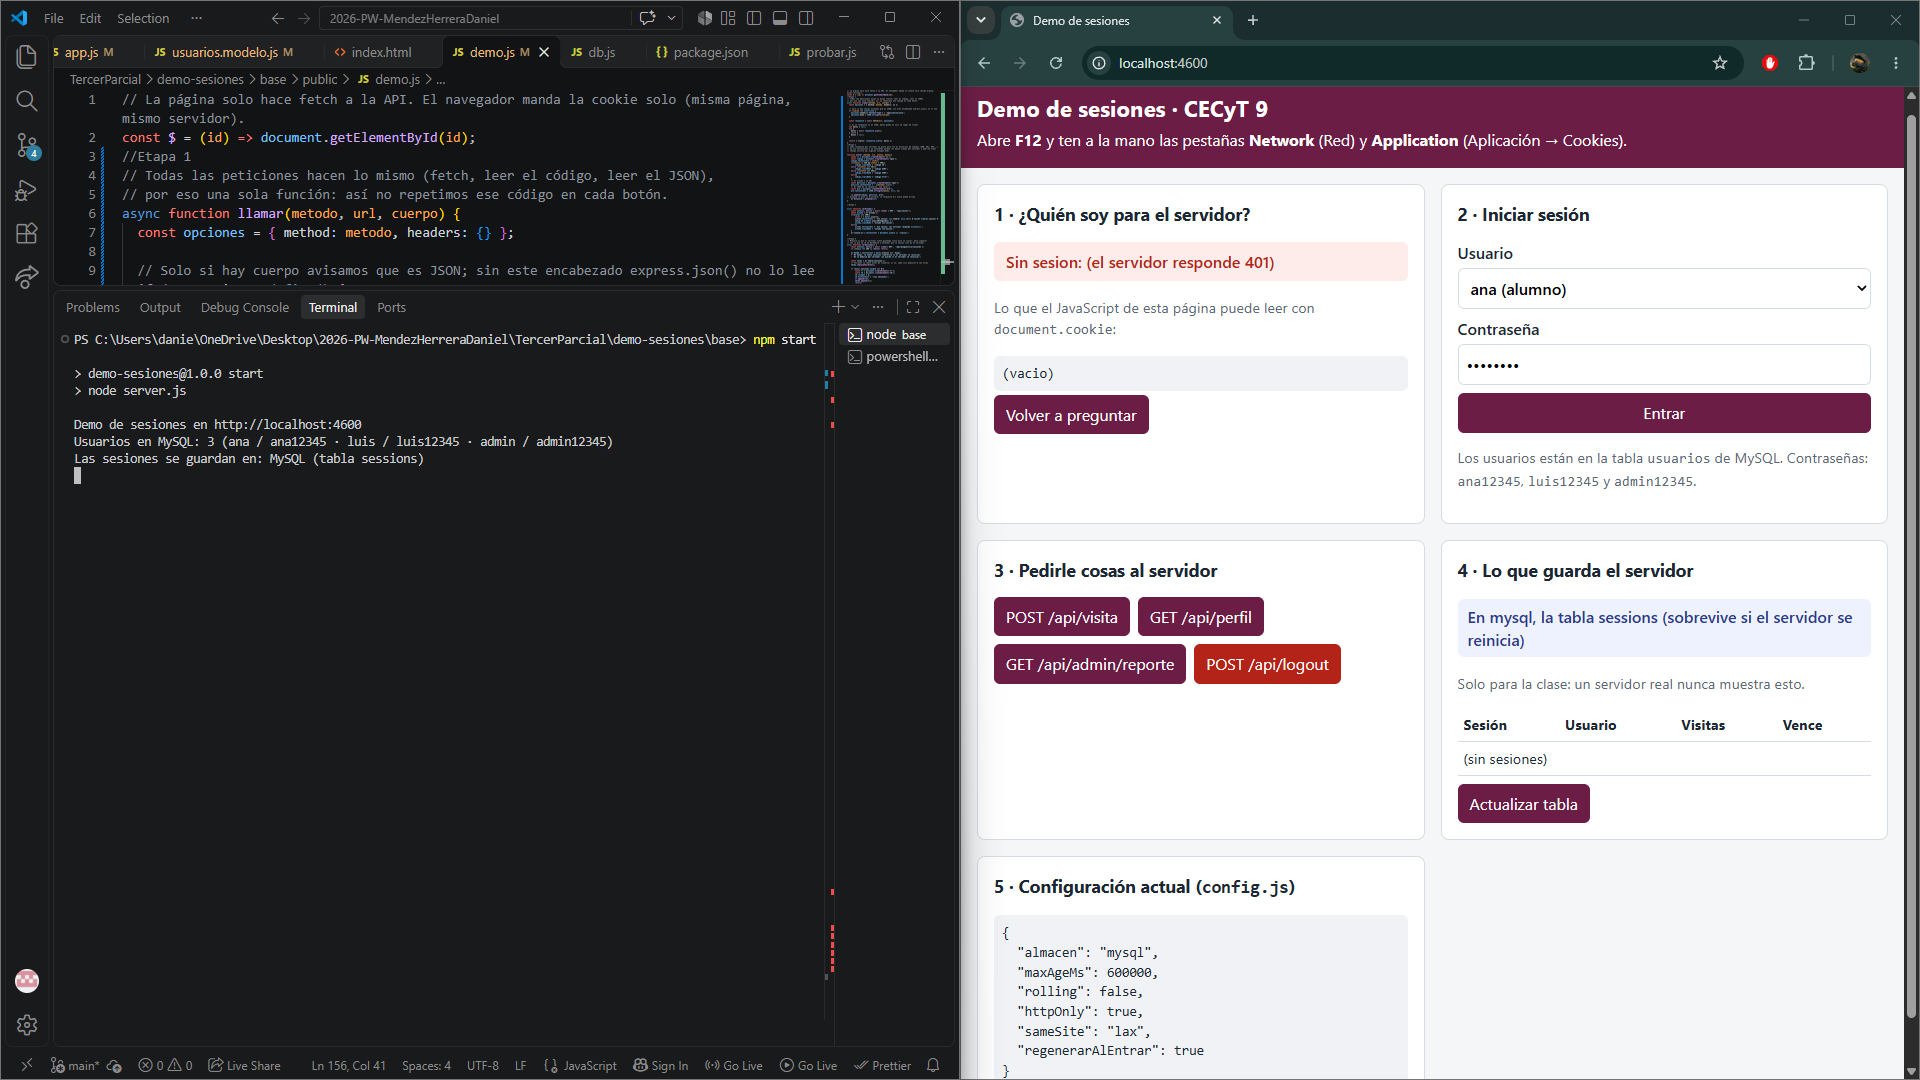 File Edit Selection ··· 2026-PW-MendezHerreraDaniel
app.js M usuarios.modelo.js M index.html demo.js M db.js package.json probar.js
TercerParcial > demo-sesiones > base > public > JS demo.js > ...
1 // La página solo hace fetch a la API. El navegador manda la cookie solo (misma página,
mismo servidor).
2 const $ = (id) => document.getElementById(id);
3 //Etapa 1
4 // Todas las peticiones hacen lo mismo (fetch, leer el código, leer el JSON),
5 // por eso una sola función: así no repetimos ese código en cada botón.
6 async function llamar(metodo, url, cuerpo) {
7 const opciones = { method: metodo, headers: {} };
8
9 // Solo si hay cuerpo avisamos que es JSON; sin este encabezado express.json() no lo lee
Problems Output Debug Console Terminal Ports
PS C:\Users\danie\OneDrive\Desktop\2026-PW-MendezHerreraDaniel\TercerParcial\demo-sesiones\base> npm start
> demo-sesiones@1.0.0 start
> node server.js
Demo de sesiones en http://localhost:4600
Usuarios en MySQL: 3 (ana / ana12345 · luis / luis12345 · admin / admin12345)
Las sesiones se guardan en: MySQL (tabla sessions)
node base
powershell...
4
main* 0 0 Live Share Ln 156, Col 41 Spaces: 4 UTF-8 LF JavaScript Sign In Go Live Go Live Prettier
Demo de sesiones
localhost:4600
Demo de sesiones · CECyT 9
Abre F12 y ten a la mano las pestañas Network (Red) y Application (Aplicación → Cookies).
1 · ¿Quién soy para el servidor?
Sin sesion: (el servidor responde 401)
Lo que el JavaScript de esta página puede leer con
document.cookie:
(vacio)
Volver a preguntar
2 · Iniciar sesión
Usuario
ana (alumno)
Contraseña
••••••••
Entrar
Los usuarios están en la tabla usuarios de MySQL. Contraseñas:
ana12345, luis12345 y admin12345.
3 · Pedirle cosas al servidor
POST /api/visita GET /api/perfil
GET /api/admin/reporte POST /api/logout
4 · Lo que guarda el servidor
En mysql, la tabla sessions (sobrevive si el servidor se
reinicia)
Solo para la clase: un servidor real nunca muestra esto.
Sesión Usuario Visitas Vence
(sin sesiones)
Actualizar tabla
5 · Configuración actual (config.js)
{
"almacen": "mysql",
"maxAgeMs": 600000,
"rolling": false,
"httpOnly": true,
"sameSite": "lax",
"regenerarAlEntrar": true
}